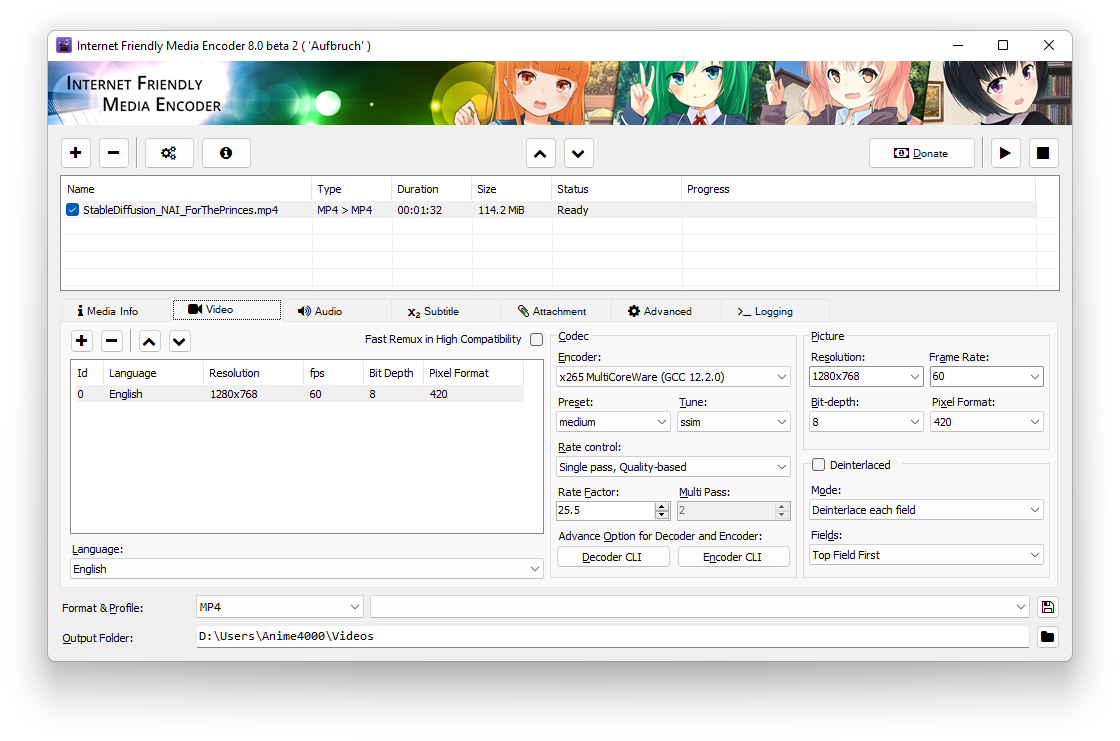 Internet Friendly Media Encoder 8.0 beta 2 ( 'Aufbruch' )
INTERNET FRIENDLY
MEDIA ENCODER
Donate
Name Type Duration Size Status Progress
StableDiffusion_NAI_ForThePrinces.mp4 MP4 > MP4 00:01:32 114.2 MiB Ready
Media Info Video Audio Subtitle Attachment Advanced Logging
Fast Remux in High Compatibility
Id Language Resolution fps Bit Depth Pixel Format
0 English 1280x768 60 8 420
Language:
English
Codec
Encoder:
x265 MultiCoreWare (GCC 12.2.0)
Preset: Tune:
medium ssim
Rate control:
Single pass, Quality-based
Rate Factor: Multi Pass:
25.5 2
Advance Option for Decoder and Encoder:
Decoder CLI Encoder CLI
Picture
Resolution: Frame Rate:
1280x768 60
Bit-depth: Pixel Format:
8 420
Deinterlaced
Mode:
Deinterlace each field
Fields:
Top Field First
Format & Profile: MP4
Output Folder: D:\Users\Anime4000\Videos